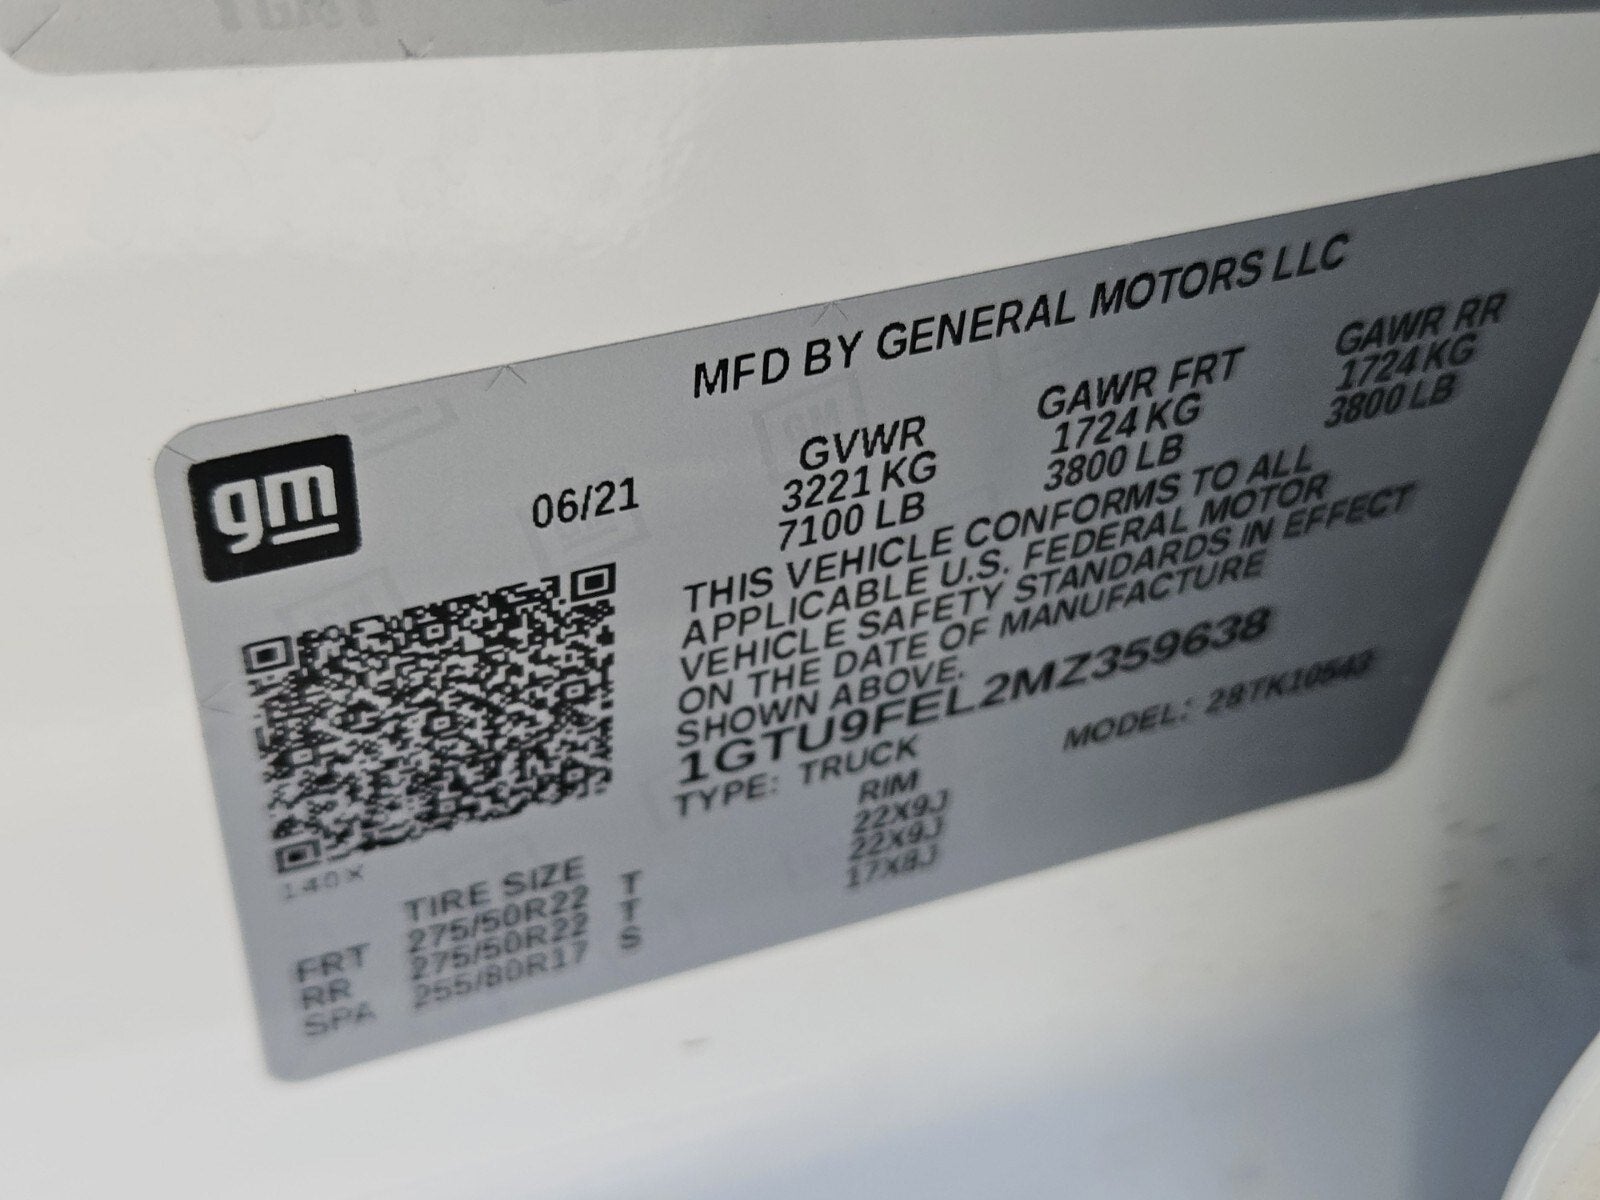 MFD BY GENERAL MOTORS LLC
gm
06/21
GVWR
3221 KG
7100 LB
GAWR FRT
1724 KG
3800 LB
GAWR RR
1724 KG
3800 LB
THIS VEHICLE CONFORMS TO ALL
APPLICABLE U.S. FEDERAL MOTOR
VEHICLE SAFETY STANDARDS IN EFFECT
ON THE DATE OF MANUFACTURE
SHOWN ABOVE.
1GTU9FEL2MZ359638
TYPE: TRUCK
MODEL:
140X
TIRE SIZE RIM
FRT 275/50R22 T 22X9J
RR 275/50R22 T 22X9J
SPA 255/80R17 S 17X8J